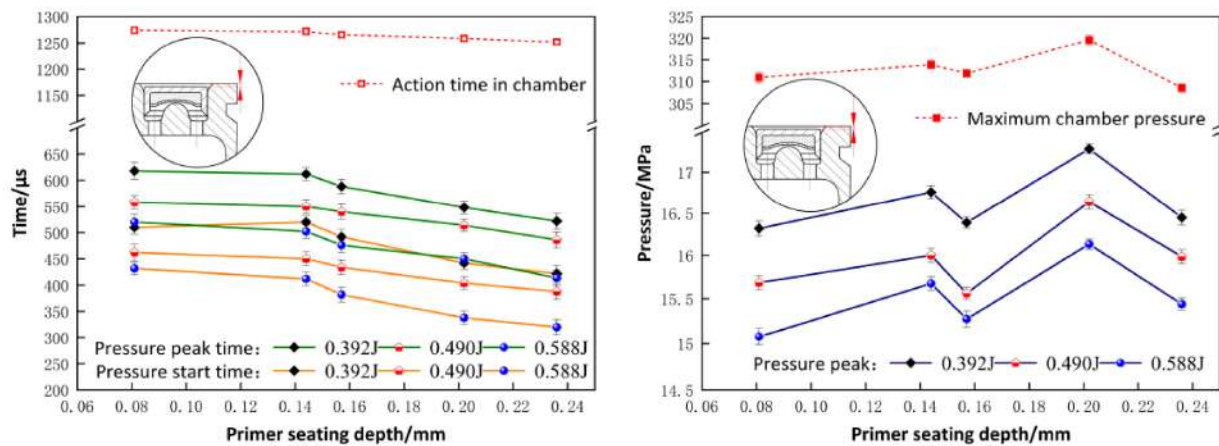 1300
1250
1200
1150
650
600
550
500
450
400
350
300
250
200
Time/μs
Action time in chamber
Pressure peak time: 0.392J 0.490J 0.588J
Pressure start time: 0.392J 0.490J 0.588J
0.06 0.08 0.10 0.12 0.14 0.16 0.18 0.20 0.22 0.24
Primer seating depth/mm
325
320
315
310
305
17
16.5
16
15.5
15
14.5
Pressure/MPa
Maximum chamber pressure
Pressure peak: 0.392J 0.490J 0.588J
0.06 0.08 0.10 0.12 0.14 0.16 0.18 0.20 0.22 0.24
Primer seating depth/mm